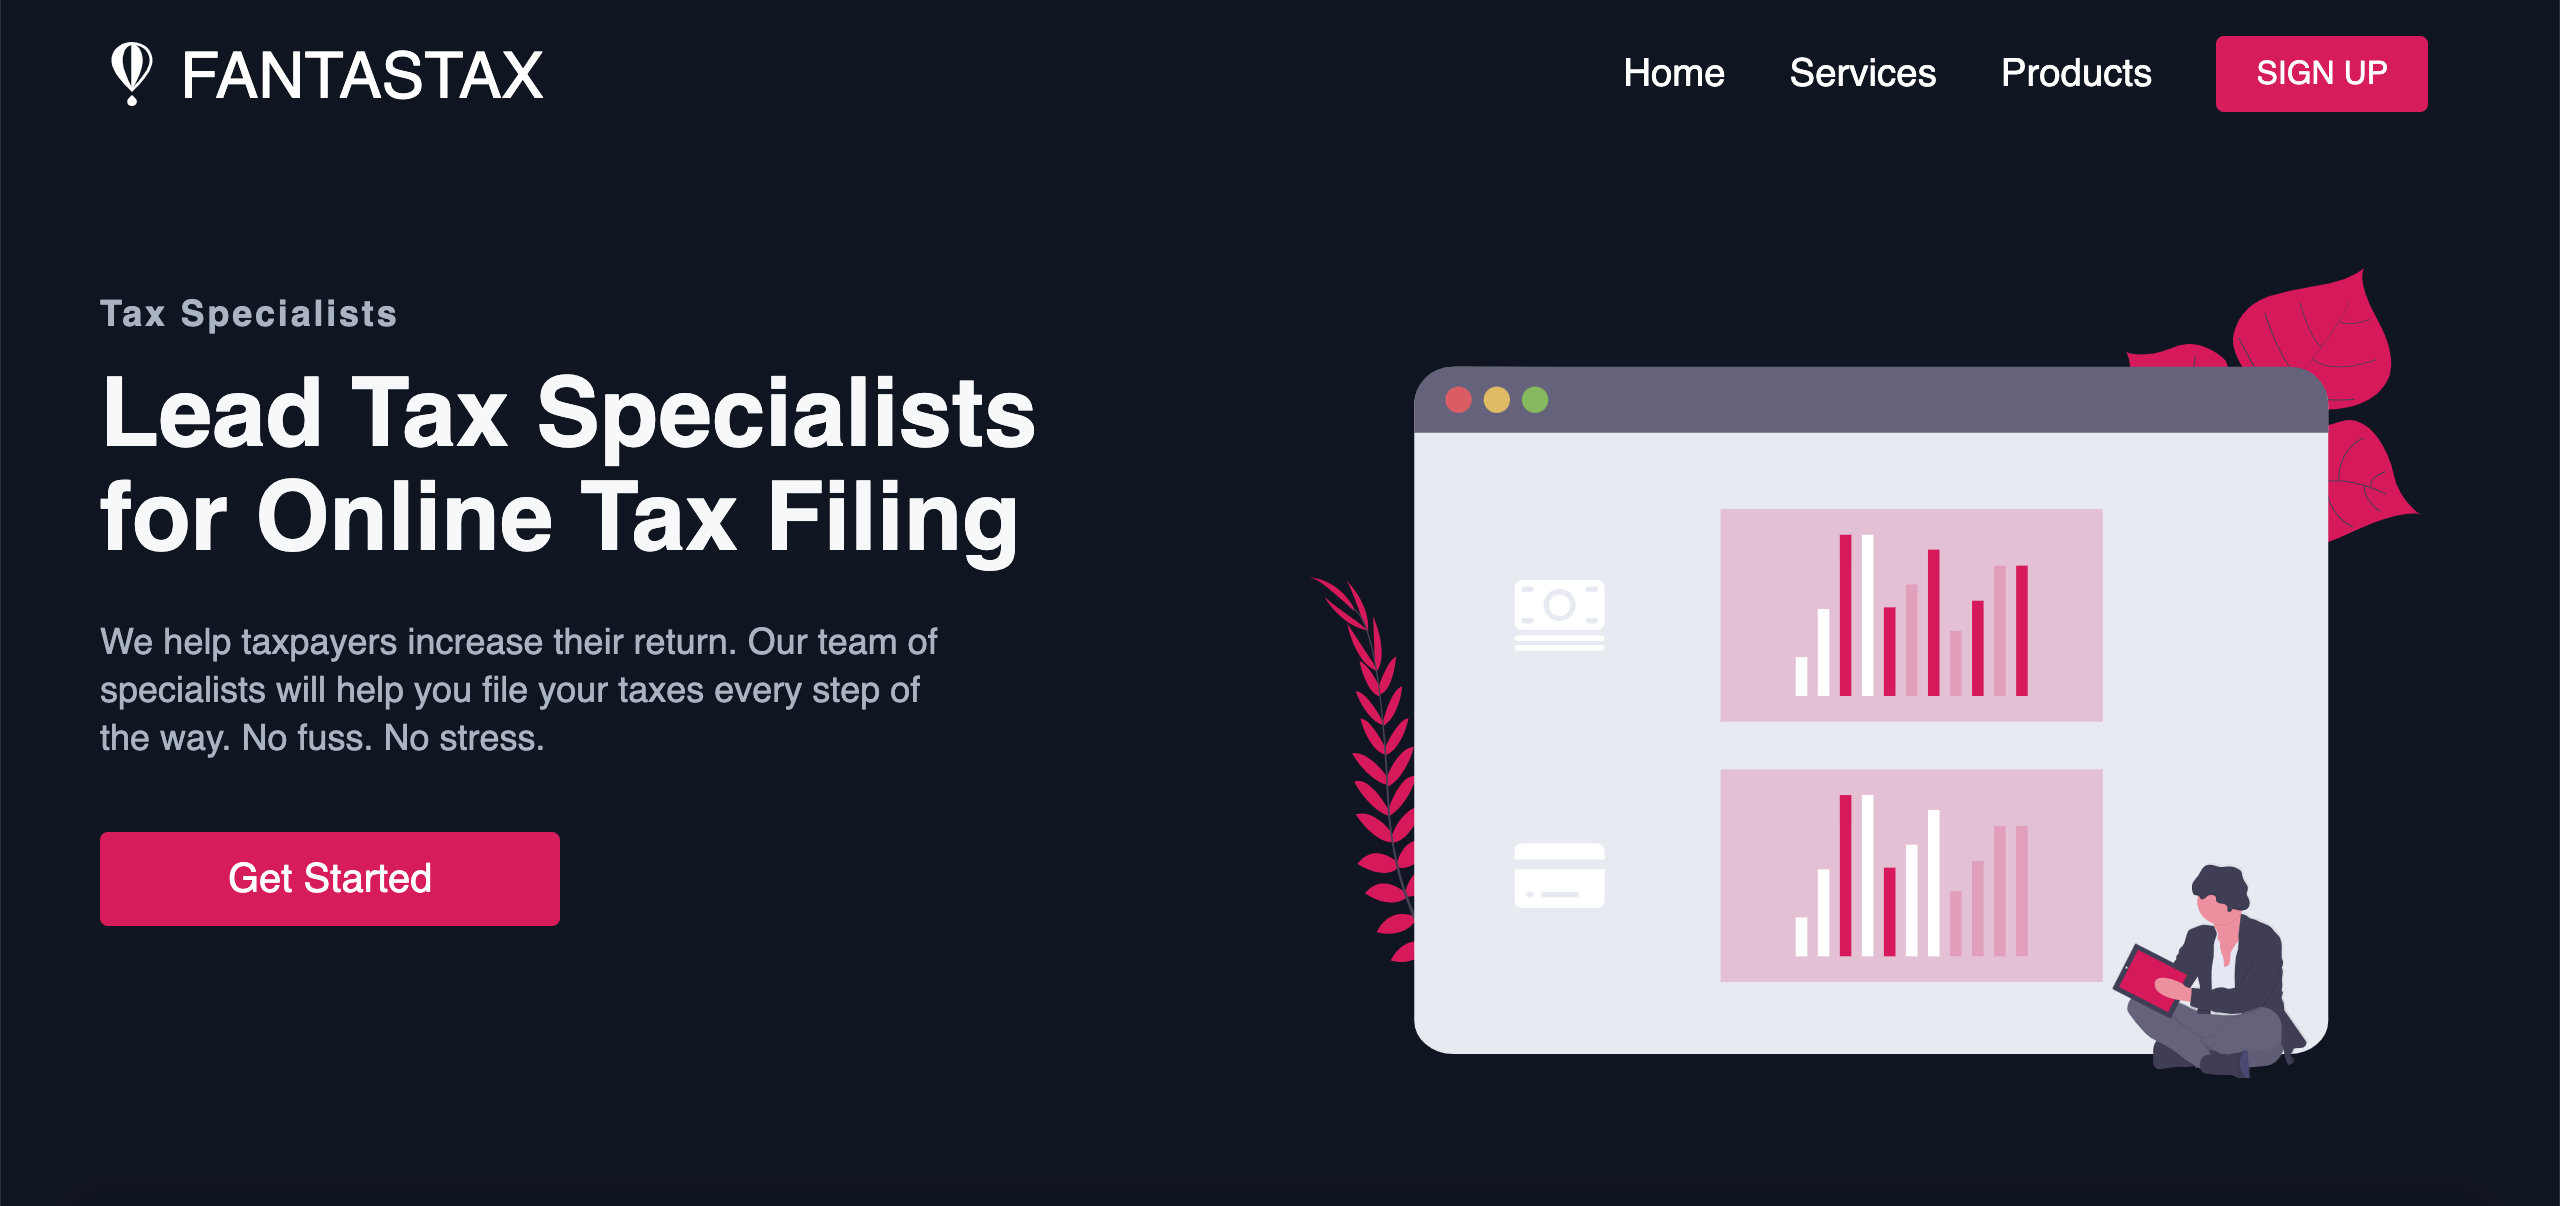 FANTASTAX
Home
Services
Products
SIGN UP
Tax Specialists
Lead Tax Specialists
for Online Tax Filing
We help taxpayers increase their return. Our team of
specialists will help you file your taxes every step of
the way. No fuss. No stress.
Get Started